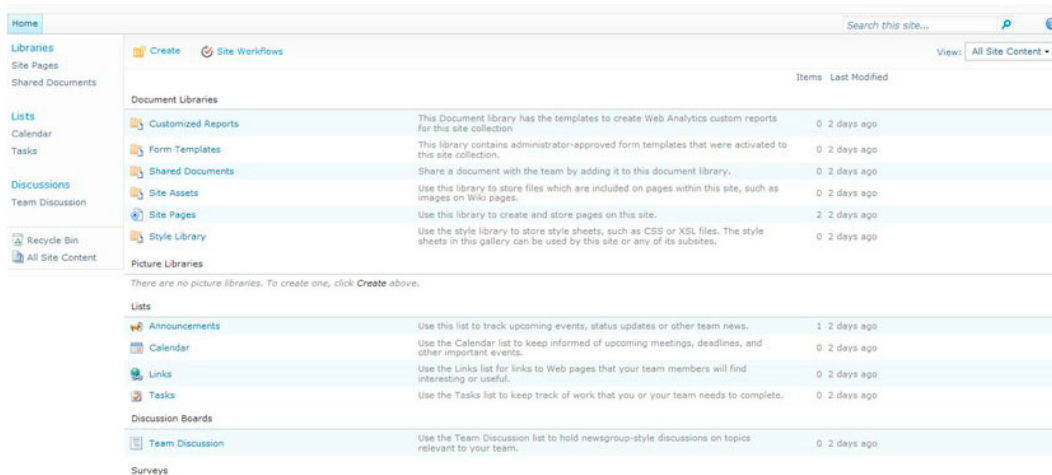 Home
Search this site...
Libraries
Site Pages
Shared Documents
Lists
Calendar
Tasks
Discussions
Team Discussion
Recycle Bin
All Site Content
Create Site Workflows
View: All Site Content
Items Last Modified
Document Libraries
Customized Reports This Document library has the templates to create Web Analytics custom reports 0 2 days ago
for this site collection
Form Templates This library contains administrator-approved form templates that were activated to 0 2 days ago
this site collection.
Shared Documents Share a document with the team by adding it to this document library. 0 2 days ago
Site Assets Use this library to store files which are included on pages within this site, such as 0 2 days ago
images on Wiki pages.
Site Pages Use this library to create and store pages on this site. 2 2 days ago
Style Library Use the style library to store style sheets, such as CSS or XSL files. The style 0 2 days ago
sheets in this gallery can be used by this site or any of its subsites.
Picture Libraries
There are no picture libraries. To create one, click Create above.
Lists
Announcements Use this list to track upcoming events, status updates or other team news. 1 2 days ago
Calendar Use the Calendar list to keep informed of upcoming meetings, deadlines, and 0 2 days ago
other important events.
Links Use the Links list for links to Web pages that your team members will find 0 2 days ago
interesting or useful.
Tasks Use the Tasks list to keep track of work that you or your team needs to complete. 0 2 days ago
Discussion Boards
Team Discussion Use the Team Discussion list to hold newsgroup-style discussions on topics 0 2 days ago
relevant to your team.
Surveys